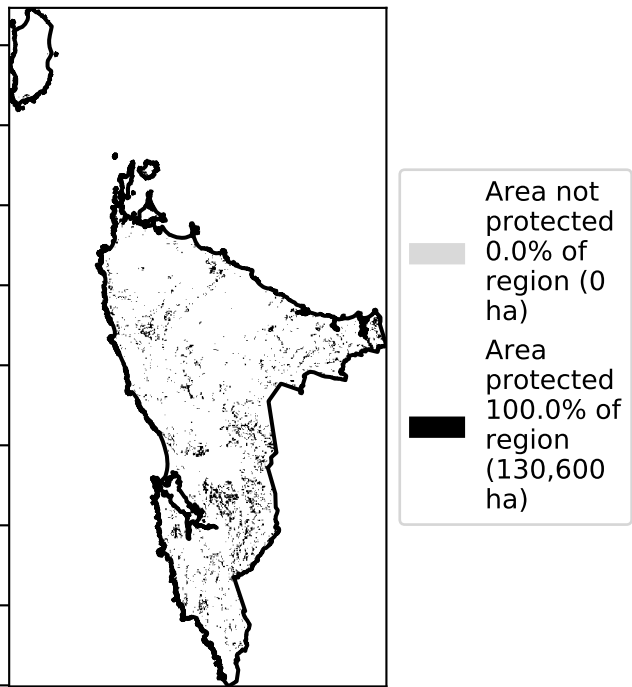 Area not
protected
0.0% of
region (0
ha)
Area
protected
100.0% of
region
(130,600
ha)